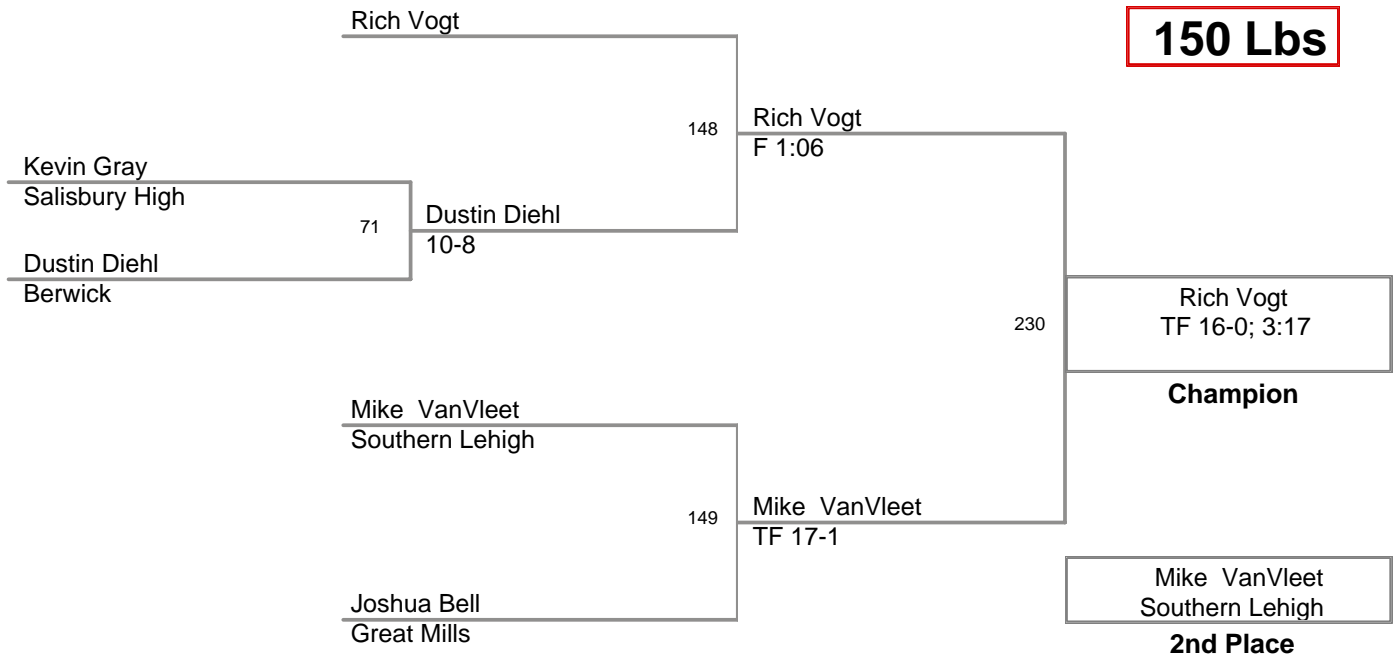 Rich Vogt
150 Lbs
148
Rich Vogt
F 1:06
Kevin Gray
Salisbury High
71
Dustin Diehl
10-8
Dustin Diehl
Berwick
230
Rich Vogt
TF 16-0; 3:17
Champion
Mike  VanVleet
Southern Lehigh
149
Mike  VanVleet
TF 17-1
Joshua Bell
Great Mills
Mike  VanVleet
Southern Lehigh
2nd Place